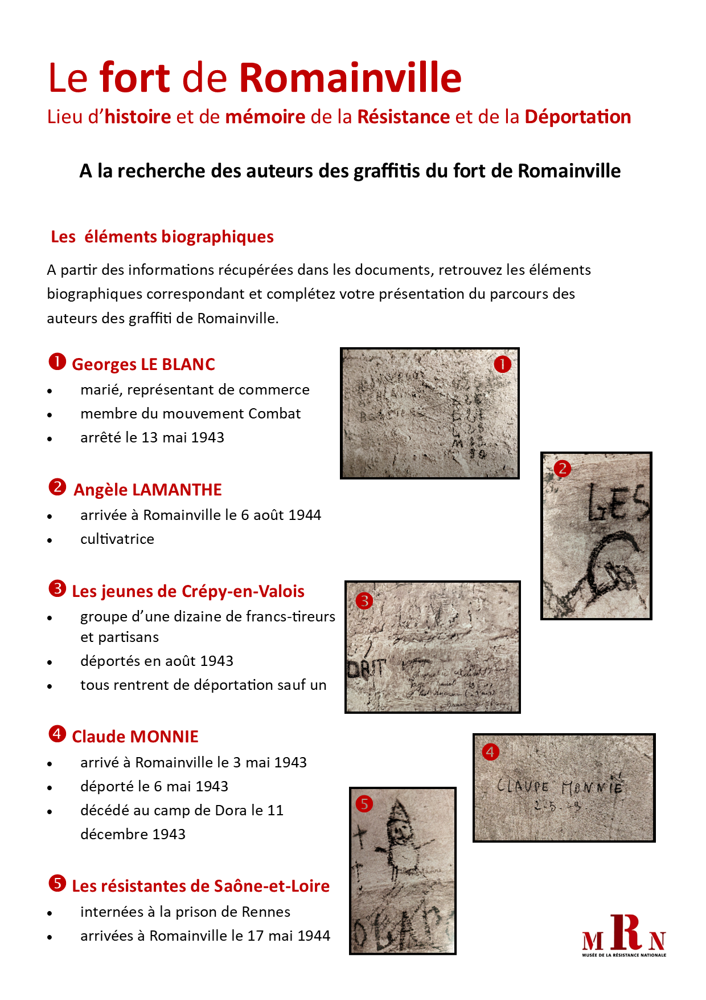 Le fort de Romainville
Lieu d’histoire et de mémoire de la Résistance et de la Déportation
A la recherche des auteurs des graffitis du fort de Romainville
Les éléments biographiques
A partir des informations récupérées dans les documents, retrouvez les éléments
biographiques correspondant et complétez votre présentation du parcours des
auteurs des graffiti de Romainville.
❶ Georges LE BLANC
• marié, représentant de commerce
• membre du mouvement Combat
• arrêté le 13 mai 1943
❷ Angèle LAMANTHE
• arrivée à Romainville le 6 août 1944
• cultivatrice
❸ Les jeunes de Crépy-en-Valois
• groupe d’une dizaine de francs-tireurs
et partisans
• déportés en août 1943
• tous rentrent de déportation sauf un
❹ Claude MONNIE
• arrivé à Romainville le 3 mai 1943
• déporté le 6 mai 1943
• décédé au camp de Dora le 11
décembre 1943
❺ Les résistantes de Saône-et-Loire
• internées à la prison de Rennes
• arrivées à Romainville le 17 mai 1944
❶
❷
LES
❸
❹
CLAUDE MONNIE
2-5-43.
❺
MRN
MUSÉE DE LA RÉSISTANCE NATIONALE